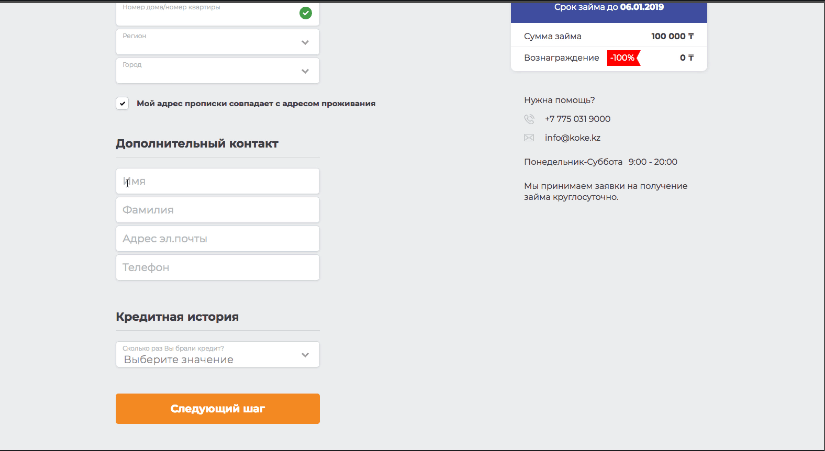 Номер дома/номер квартиры
Регион
Город
Мой адрес прописки совпадает с адресом проживания
Дополнительный контакт
Имя
Фамилия
Адрес эл.почты
Телефон
Кредитная история
Сколько раз Вы брали кредит?
Выберите значение
Следующий шаг
Срок займа до 06.01.2019
Сумма займа 100 000 ₸
Вознаграждение -100% 0 ₸
Нужна помощь?
+7 775 031 9000
info@koke.kz
Понедельник-Суббота 9:00 - 20:00
Мы принимаем заявки на получение
займа круглосуточно.